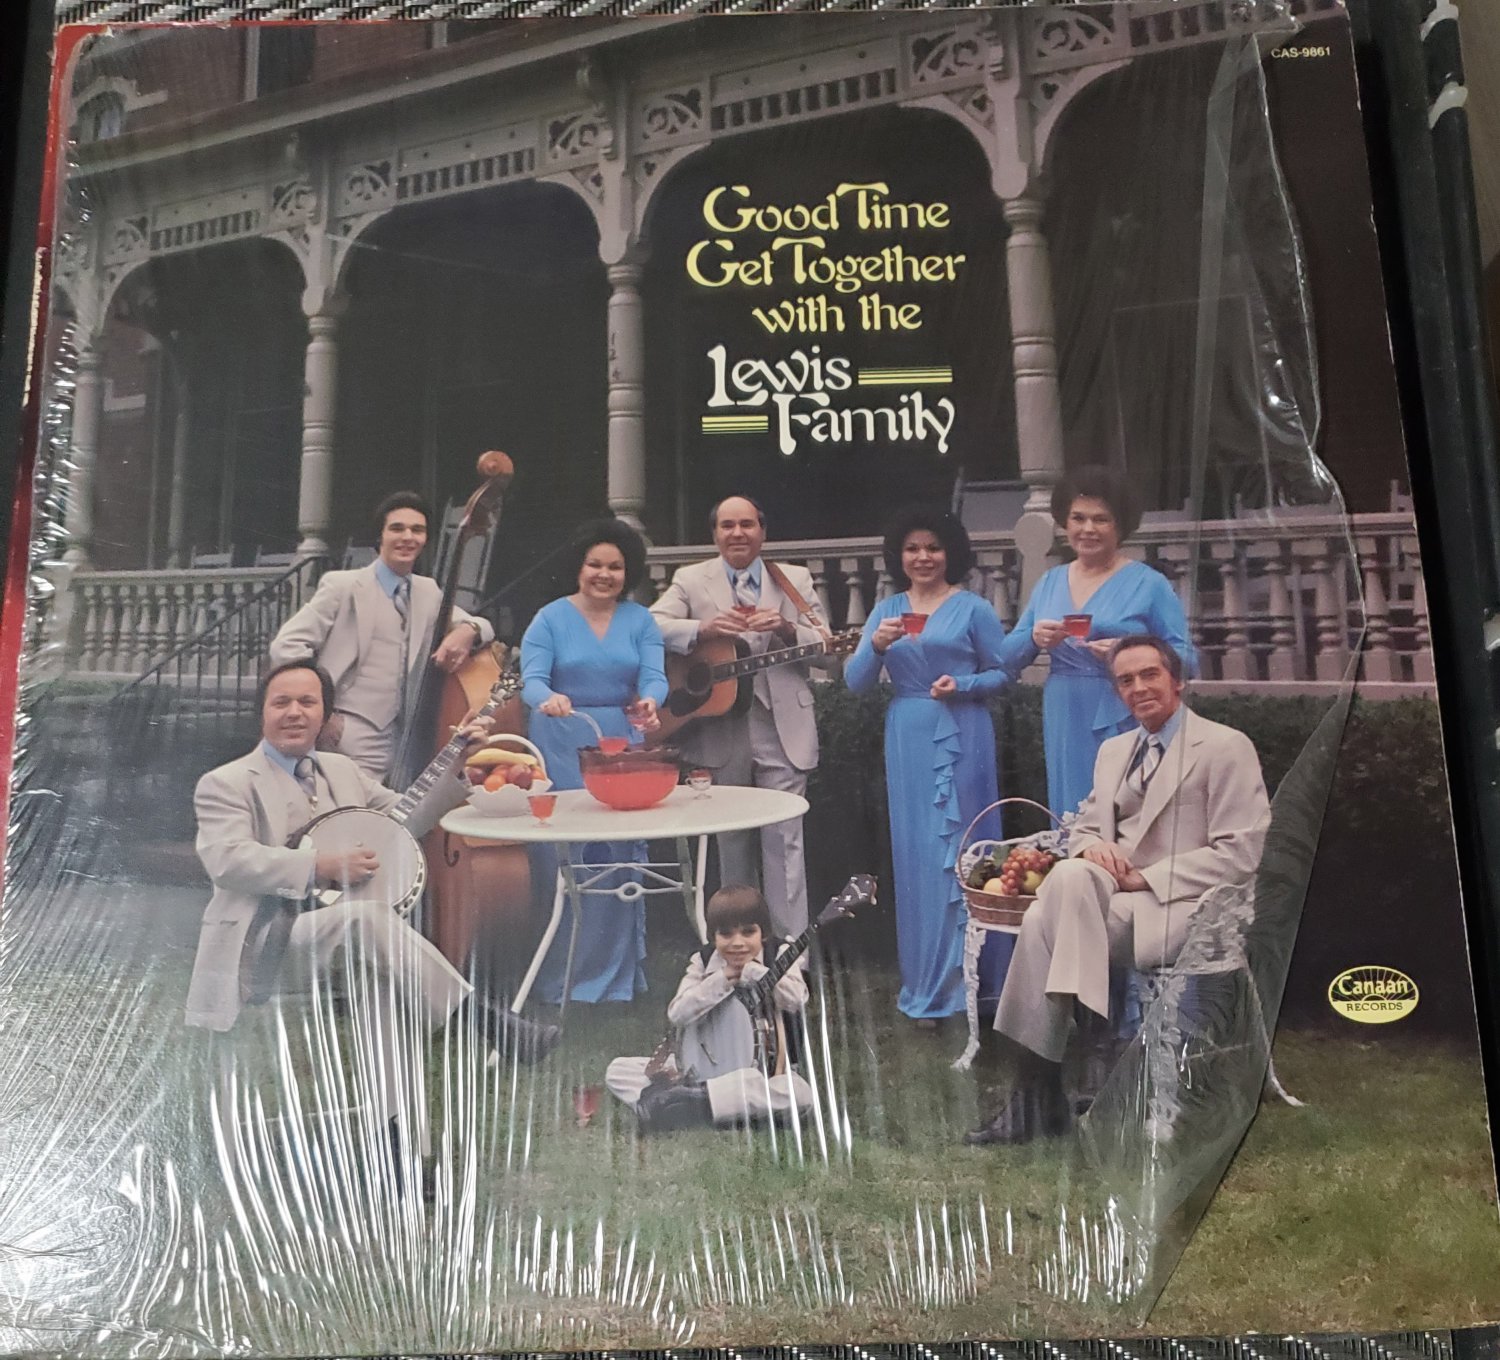 CAS-9861
Good Time
Get Together
with the
Lewis
Family
Canaan
RECORDS